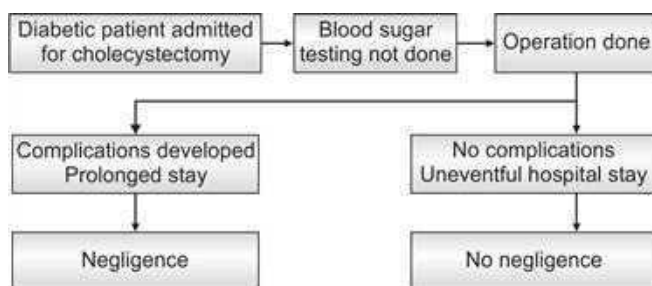 Diabetic patient admitted
for cholecystectomy
Blood sugar
testing not done
Operation done
Complications developed
Prolonged stay
No complications
Uneventful hospital stay
Negligence
No negligence